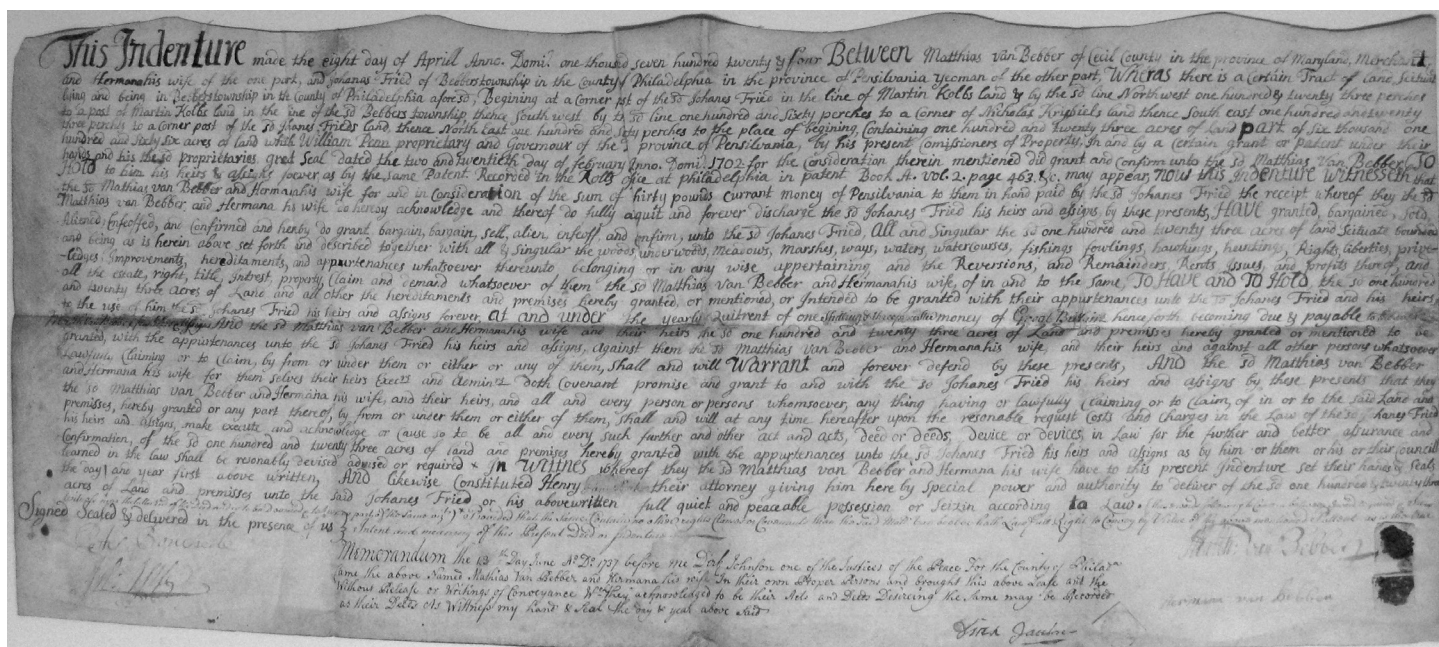 This Indenture made the eight day of Aprill Anno. Domi. one thousd seven hundred twenty & four Between Matthias van Bebber of Cecil County in the province of Maryland, Merchant
and Hermana his wife of the one part, and Johanes Fried of Bebberstownship in the County of Philadelphia in the province of Pensilvania yeoman of the other part, Wheras there is a Certain Tract of land, Scituate
lying and being in Bebberstownship in the County of Philadelphia aforesd, Begining at a Corner pst of the sd Johanes Fried in the line of Martin Kolbs land & by the sd line Northwest one hundred & twenty three perches
to a post of Martin Kolbs land in the line of the sd Bebbers township, thence South west by the sd line one hundred and Sixty perches to a Corner of Nicholas land thence South east one hundred and twenty
three perches to a Corner post of the sd Johanes Frieds land, thence North East one hundred and Sixty perches to the place of begining, Containing one hundred and twenty three acres of land part of Six thousand one
hundred and Sixty Six acres of land which William Penn proprietary and Governour of the sd province of Pensilvania, by his present Comissioners of Property, In and by a Certain grant or patent under their
hands and his the sd proprietaries great Seal dated the two and twentieth day of february Anno. Domi. 1702 for the Consideration therein mentioned did grant and Confirm unto the sd Matthias Van Bebber TO
HOLD to him his heirs & assigns foever as by the same Patent. Recorded in the Rolls ofice at philadelphia in patent Book A. vol. 2. page 463. &c. may appear, now this Indenture witnesseth that
the sd Mathias van Bebber and Hermanhis wife for and in Consideration of the sum of thirty pounds Currant money of Pensilvania to them in hand paid by the sd Johanes Fried the receipt whereof they the sd
Matthias van Bebber and Hermana his wife do hereby acknowledge and thereof do fully aquit and forever discharge the sd Johanes Fried his heirs and assigns, by these presents, HAVE granted, bargained, sold,
Aliened, Enfeoffed, and Confirmed and herby do grant, bargain, bargain, sell, alien enfeoff, and Confirm, unto the sd Johanes Fried, All and Singular the sd one hundred and twenty three acres of land Scituate bounded
and being as is herein above set forth and described together with all & Singular the woods, underwoods, Meadows, Marshes, ways, waters, watercourses, fishings fowlings, hawkings, huntings, Rights, liberties, prive-
-ledges, improvements, hereditaments, and appurtenances whatsoever thereunto belonging or in any wise appertaining and the Reversions, and Remainders, Rents Issues, and profits thereof, and
all the estate, right, title, Intrest, property, Claim and demand whatsoever of them the sd Matthias van Bebber and Hermanahis wife, of in and to the same, To Have and To Hold, the sd one hundred
and twenty three acres of Land and all other the hereditaments and premises hereby granted, or mentioned, or Intended to be granted with their appurtenances unto the sd Johanes Fried and his heirs,
to the use of him the sd Johanes Fried his heirs and assigns forever, at and under the yearly Quitrent of one money of Great Brittain henceforth becoming due & payable
And the sd Matthias van Bebber and Hermanahis wife and their heirs the sd one hundred and twenty three acres of Land and premisses hereby granted or mentioned to be
granted, with the appurtenances unto the sd Johanes Fried his heirs and assigns, against them the sd Matthias van Bebber and Hermanahis wife, and their heirs and against all other persons whatsoever
Lawfully Claiming or to Claim, by from or under them or either or any of them, Shall and will Warrant and forever defend by these presents, And the sd Matthias van Bebber
and Hermana his wife for them selves their heirs Execrs and Adminrs doth Covenant promise and grant to and with the sd Johanes Fried his heirs and assigns by these presents that they
the sd Matthias van Bebber and Hermana his wife, and their heirs, and all and every person or persons whomsoever, any thing having or lawfully Claiming or to Claim, of in or to the said Land and
premisses, hereby granted or any part thereof, by from or under them or either of them, Shall and will at any time hereafter upon the resonable request Costs and Charges in the Law of the sd Johanes Fried
his heirs and assigns, make execute and acknowledge or Cause so to be all and every Such further and other act and acts, deed or deeds, device or devices, in Law for the further and better assurance and
Confirmation, of the sd one hundred and twenty three acres of land and premises hereby granted with the appurtenances unto the sd Johanes Fried his heirs and assigns as by him or them or his or their Council
learned in the law shall be resonably devised advised or required & In Wittnes whereof they the sd Matthias van Bebber and Hermana his wife have to this present Indenture set their hands & Seals
the day and year first above written, And likewise Constituted Henry their attorney giving him here by Special power and authority to deliver of the sd one hundred & twenty three
acres of Land and premisses unto the said Johanes Fried or his abovewritten full quiet and peaceable possession or Seizin according to Law.
Signed Sealed & delivered in the presence of us
Intent and meaning of this Present Deed or Indenture
Memorandum the 13th Day June Ao. Do. 1727 before me Derk Johnson one of the Justices of the Peace For the County of Philada
came the above Named Mathias Van Bebber and Hermana his wife In their own Proper Persons and brought this above Lease and the
Without Release or Writings of Conveyance Wch they acknowledged to be their Acts and Deeds Desireing the Same may be Recorded
as their Deeds As Wittness my hand & Seal the day & year above Said
Matth. van Bebber
Hermana van Bebber